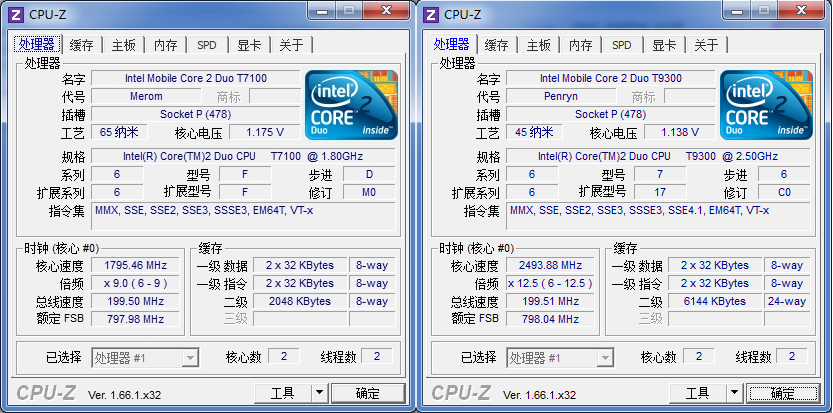 CPU-Z
处理器 缓存 主板 内存 SPD 显卡 关于
处理器
名字 Intel Mobile Core 2 Duo T7100
代号 Merom 商标
插槽 Socket P (478)
工艺 65 纳米 核心电压 1.175 V
intel CORE 2 Duo inside™
规格 Intel(R) Core(TM)2 Duo CPU T7100 @ 1.80GHz
系列 6 型号 F 步进 D
扩展系列 6 扩展型号 F 修订 M0
指令集 MMX, SSE, SSE2, SSE3, SSSE3, EM64T, VT-x
时钟 (核心 #0)
核心速度 1795.46 MHz
倍频 x 9.0 ( 6 - 9 )
总线速度 199.50 MHz
额定 FSB 797.98 MHz
缓存
一级 数据 2 x 32 KBytes 8-way
一级 指令 2 x 32 KBytes 8-way
二级 2048 KBytes 8-way
三级
已选择 处理器 #1 核心数 2 线程数 2
CPU-Z Ver. 1.66.1.x32 工具 确定
CPU-Z
处理器 缓存 主板 内存 SPD 显卡 关于
处理器
名字 Intel Mobile Core 2 Duo T9300
代号 Penryn 商标
插槽 Socket P (478)
工艺 45 纳米 核心电压 1.138 V
intel CORE 2 Duo inside™
规格 Intel(R) Core(TM)2 Duo CPU T9300 @ 2.50GHz
系列 6 型号 7 步进 6
扩展系列 6 扩展型号 17 修订 C0
指令集 MMX, SSE, SSE2, SSE3, SSSE3, SSE4.1, EM64T, VT-x
时钟 (核心 #0)
核心速度 2493.88 MHz
倍频 x 12.5 ( 6 - 12.5 )
总线速度 199.51 MHz
额定 FSB 798.04 MHz
缓存
一级 数据 2 x 32 KBytes 8-way
一级 指令 2 x 32 KBytes 8-way
二级 6144 KBytes 24-way
三级
已选择 处理器 #1 核心数 2 线程数 2
CPU-Z Ver. 1.66.1.x32 工具 确定